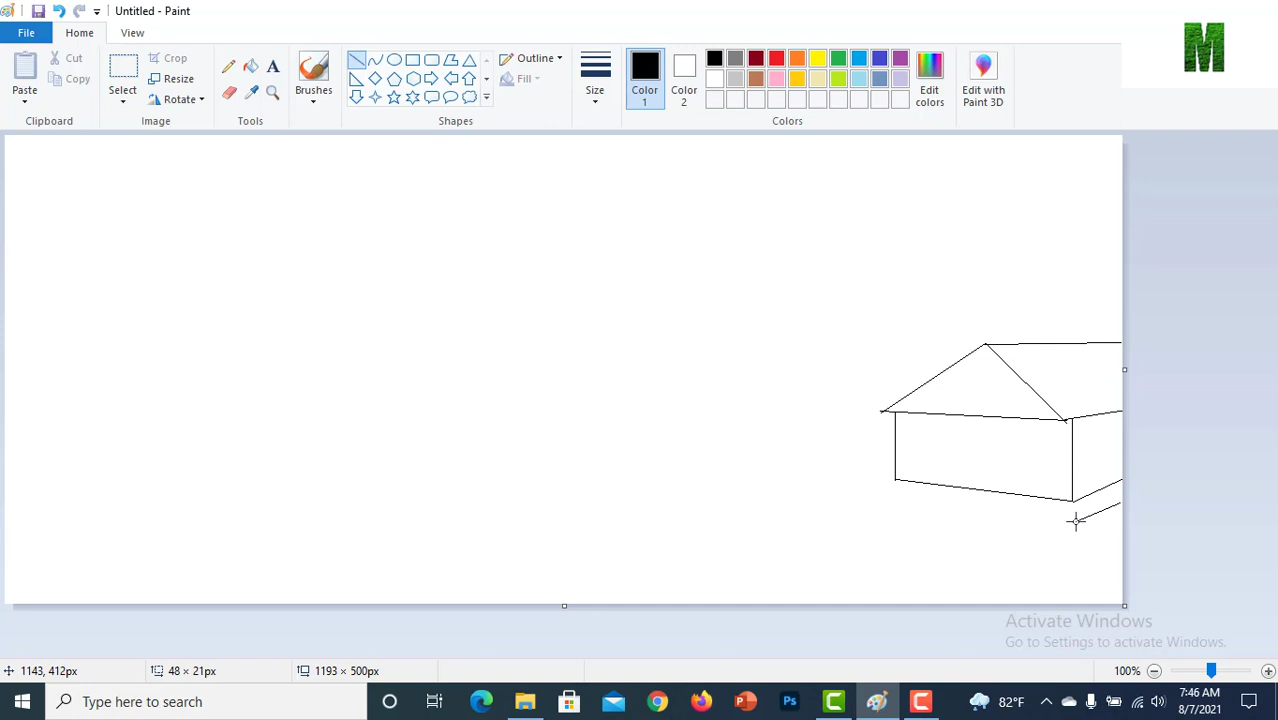 Untitled - Paint
File Home View
Paste
Cut
Copy
Clipboard
Select
Crop
Resize
Rotate
Image
Tools
Brushes
Shapes
Outline
Fill
Size
Color 1
Color 2
Colors
Edit colors
Edit with Paint 3D
M
Activate Windows
Go to Settings to activate Windows.
1143, 412px
48 × 21px
1193 × 500px
100%
Type here to search
82°F
7:46 AM
8/7/2021